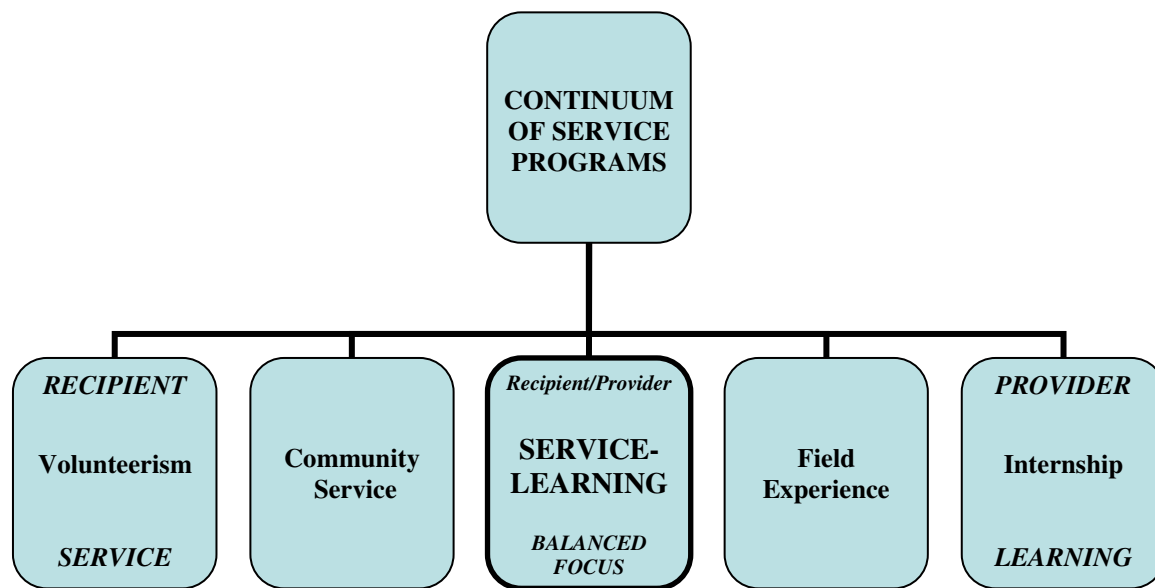 CONTINUUM
OF SERVICE
PROGRAMS
RECIPIENT
Volunteerism
SERVICE
Community
Service
Recipient/Provider
SERVICE-
LEARNING
BALANCED
FOCUS
Field
Experience
PROVIDER
Internship
LEARNING